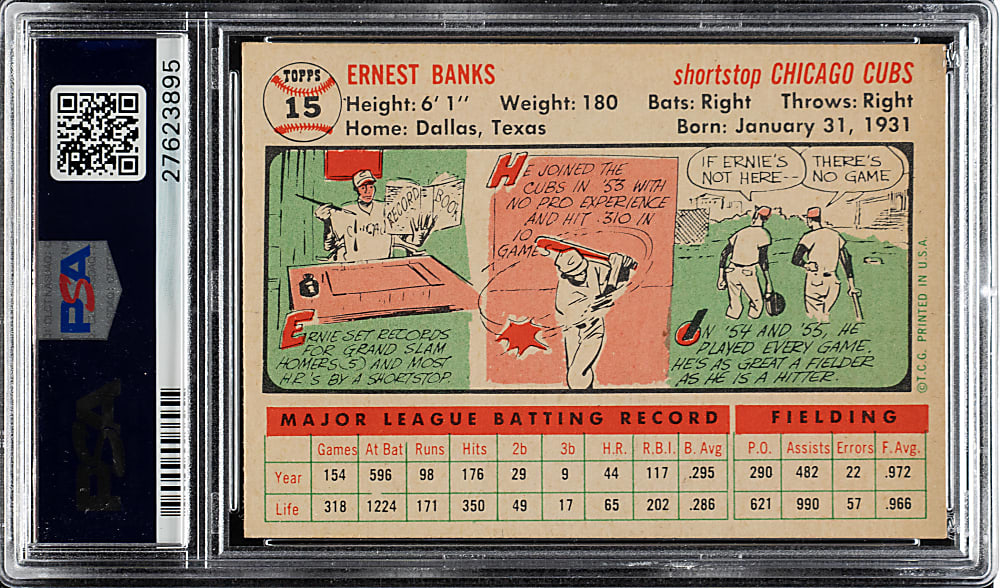 27623895
PSA
PSA
TOPPS
15
ERNEST BANKS
shortstop CHICAGO CUBS
Height: 6' 1" Weight: 180 Bats: Right Throws: Right
Home: Dallas, Texas Born: January 31, 1931
RECORD BOOK
ERNIE SET RECORDS
FOR GRAND SLAM
HOMERS (5) AND MOST
H.R'S BY A SHORTSTOP.
HE JOINED THE
CUBS IN '53 WITH
NO PRO EXPERIENCE
AND HIT .310 IN
10
GAMES
IF ERNIE'S
NOT HERE--
THERE'S
NO GAME
IN '54 AND '55, HE
PLAYED EVERY GAME.
HE'S AS GREAT A FIELDER
AS HE IS A HITTER.
©T.C.G. PRINTED IN U.S.A.
MAJOR LEAGUE BATTING RECORD FIELDING
Games At Bat Runs Hits 2b 3b H.R. R.B.I. B. Avg P.O. Assists Errors F. Avg.
Year 154 596 98 176 29 9 44 117 .295 290 482 22 .972
Life 318 1224 171 350 49 17 65 202 .286 621 990 57 .966